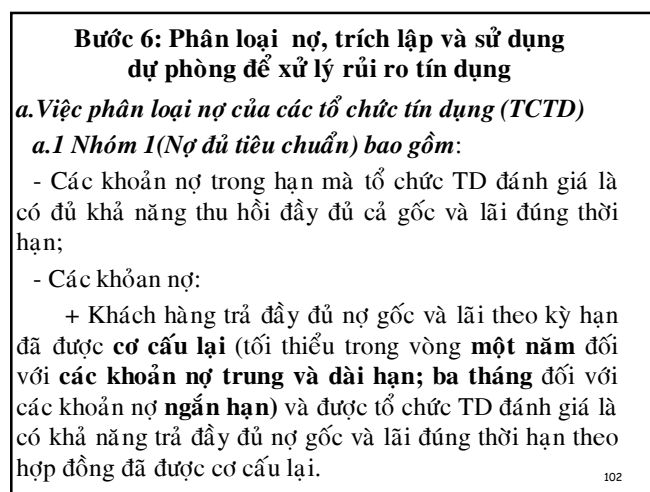 Bước 6: Phân loại nợ, trích lập và sử dụng
dự phòng để xử lý rủi ro tín dụng
a.Việc phân loại nợ của các tổ chức tín dụng (TCTD)
a.1 Nhóm 1(Nợ đủ tiêu chuẩn) bao gồm:
- Các khoản nợ trong hạn mà tổ chức TD đánh giá là
có đủ khả năng thu hồi đầy đủ cả gốc và lãi đúng thời
hạn;
- Các khỏan nợ:
+ Khách hàng trả đầy đủ nợ gốc và lãi theo kỳ hạn
đã được cơ cấu lại (tối thiểu trong vòng một năm đối
với các khoản nợ trung và dài hạn; ba tháng đối với
các khoản nợ ngắn hạn) và được tổ chức TD đánh giá là
có khả năng trả đầy đủ nợ gốc và lãi đúng thời hạn theo
hợp đồng đã được cơ cấu lại.
102